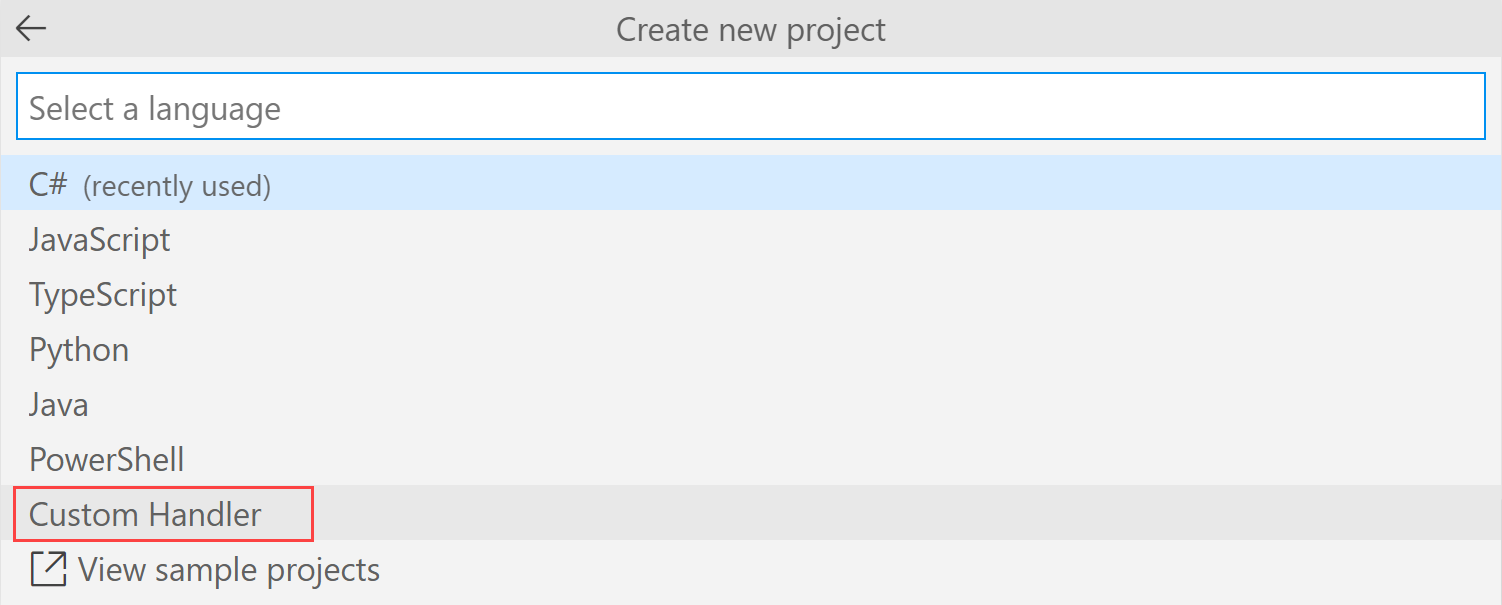 Create new project
Select a language
C# (recently used)
JavaScript
TypeScript
Python
Java
PowerShell
Custom Handler
View sample projects